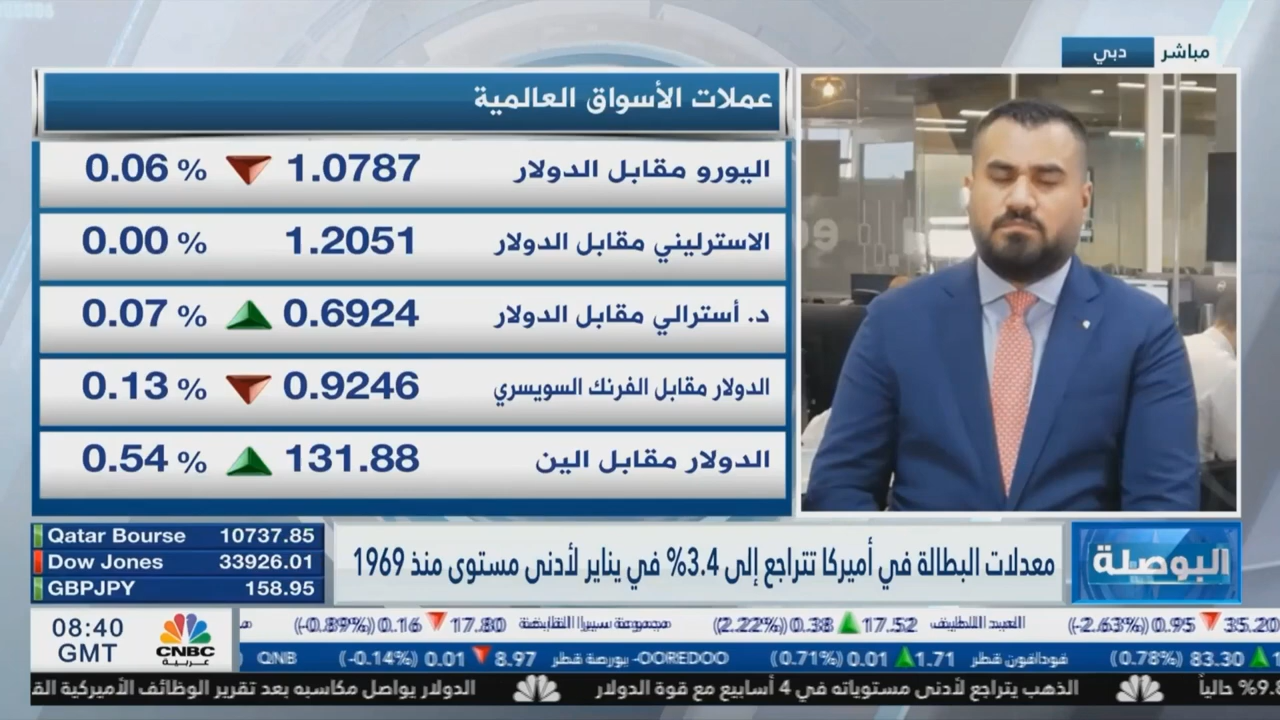 مباشر دبي
عملات الأسواق العالمية
اليورو مقابل الدولار 1.0787 0.06 %
الاسترليني مقابل الدولار 1.2051 0.00 %
د. أسترالي مقابل الدولار 0.6924 0.07 %
الدولار مقابل الفرنك السويسري 0.9246 0.13 %
الدولار مقابل الين 131.88 0.54 %
البوصلة
معدلات البطالة في أميركا تتراجع إلى 3.4% في يناير لأدنى مستوى منذ 1969
Qatar Bourse 10737.85
Dow Jones 33926.01
GBPJPY 158.95
08:40
GMT
CNBC
عربية
35.20 0.95 (-2.63%) العبد اللطيف 17.52 0.38 (2.22%) مجموعة سيرا القابضة 17.80 0.16 (-0.89%)
83.30 (0.78%) فودافون قطر 1.71 0.01 (0.71%) OOREDOO- بورصة قطر 8.97 0.01 (-0.14%) QNB
حالياً الذهب يتراجع لأدنى مستوياته في 4 أسابيع مع قوة الدولار الدولار يواصل مكاسبه بعد تقرير الوظائف الأميركية